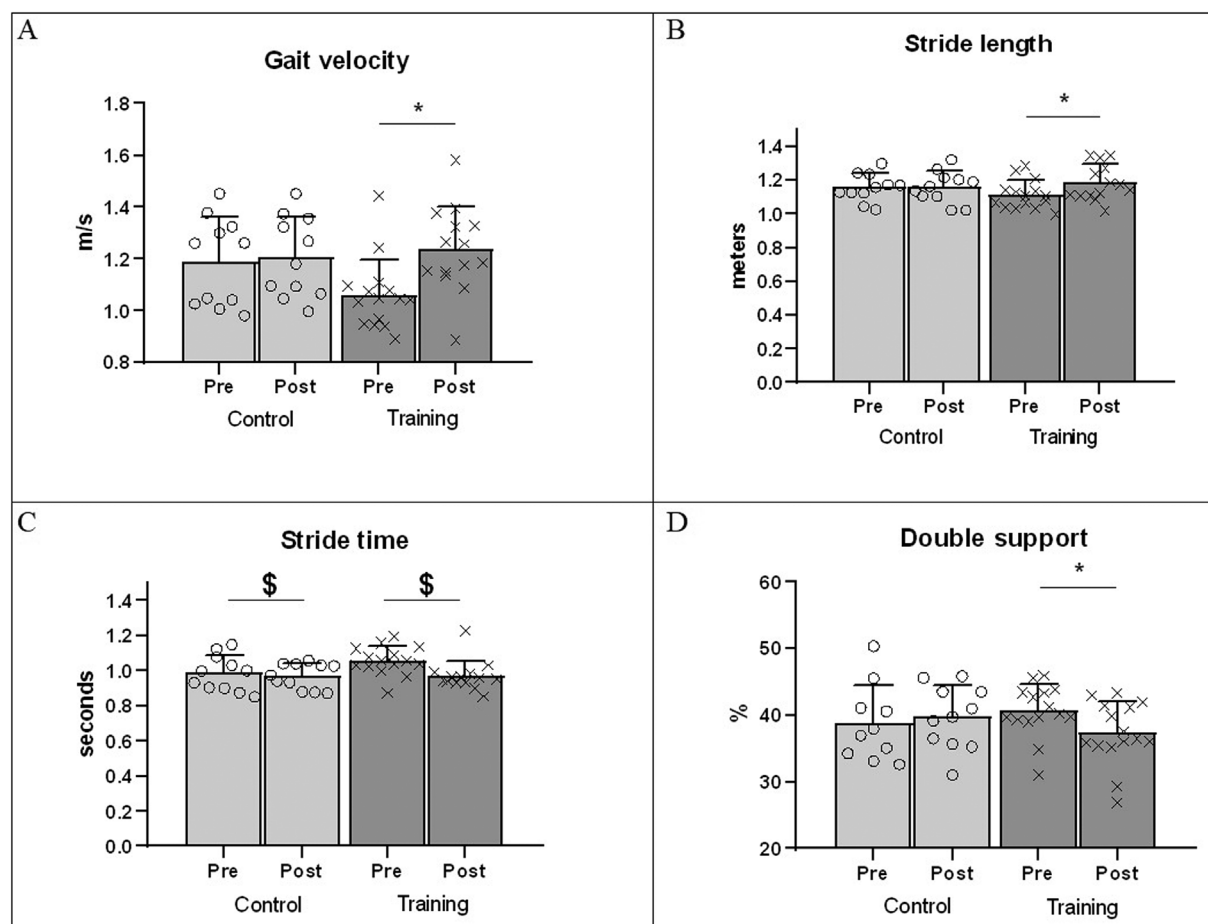 A
Gait velocity
*
1.8
1.6
1.4
1.2
1.0
0.8
m/s
Pre Post Pre Post
Control Training
B
Stride length
*
1.4
1.2
1.0
0.8
0.6
0.4
0.2
0.0
meters
Pre Post Pre Post
Control Training
C
Stride time
$ $
1.4
1.2
1.0
0.8
0.6
0.4
0.2
0.0
seconds
Pre Post Pre Post
Control Training
D
Double support
*
60
50
40
30
20
%
Pre Post Pre Post
Control Training